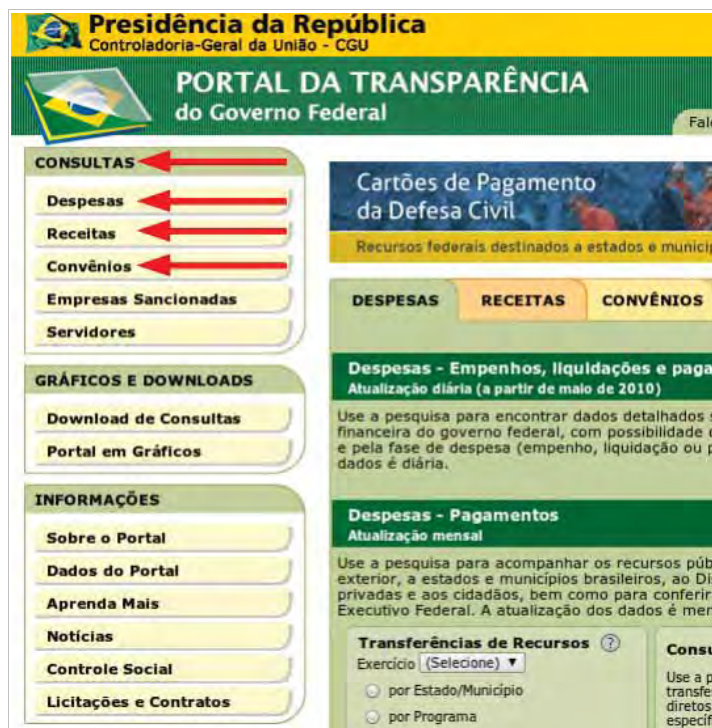 Presidência da República
Controladoria-Geral da União - CGU
PORTAL DA TRANSPARÊNCIA
do Governo Federal
CONSULTAS
Despesas
Receitas
Convênios
Empresas Sancionadas
Servidores
GRÁFICOS E DOWNLOADS
Download de Consultas
Portal em Gráficos
INFORMAÇÕES
Sobre o Portal
Dados do Portal
Aprenda Mais
Notícias
Controle Social
Licitações e Contratos
Cartões de Pagamento
da Defesa Civil
Recursos federais destinados a estados e
DESPESAS RECEITAS CONVÊNIOS
Despesas - Empenhos, liquidações e
Atualização diária (a partir de maio de 2010)
Use a pesquisa para encontrar dados detalhados
financeira do governo federal, com possibilidade
e pela fase de despesa (empenho, liquidação ou
dados é diária.
Despesas - Pagamentos
Atualização mensal
Use a pesquisa para acompanhar os recursos
exterior, a estados e municípios brasileiros, ao
privadas e aos cidadãos, bem como para conferir
Executivo Federal. A atualização dos dados é
Transferências de Recursos ?
Exercício (Selecione)
por Estado/Município
por Programa
Use a
diretos